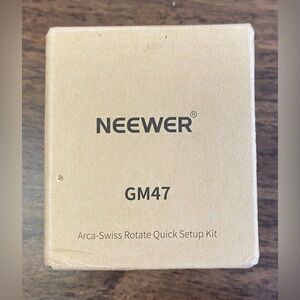 NEEWER®
GM47
Arca-Swiss Rotate Quick Setup Kit